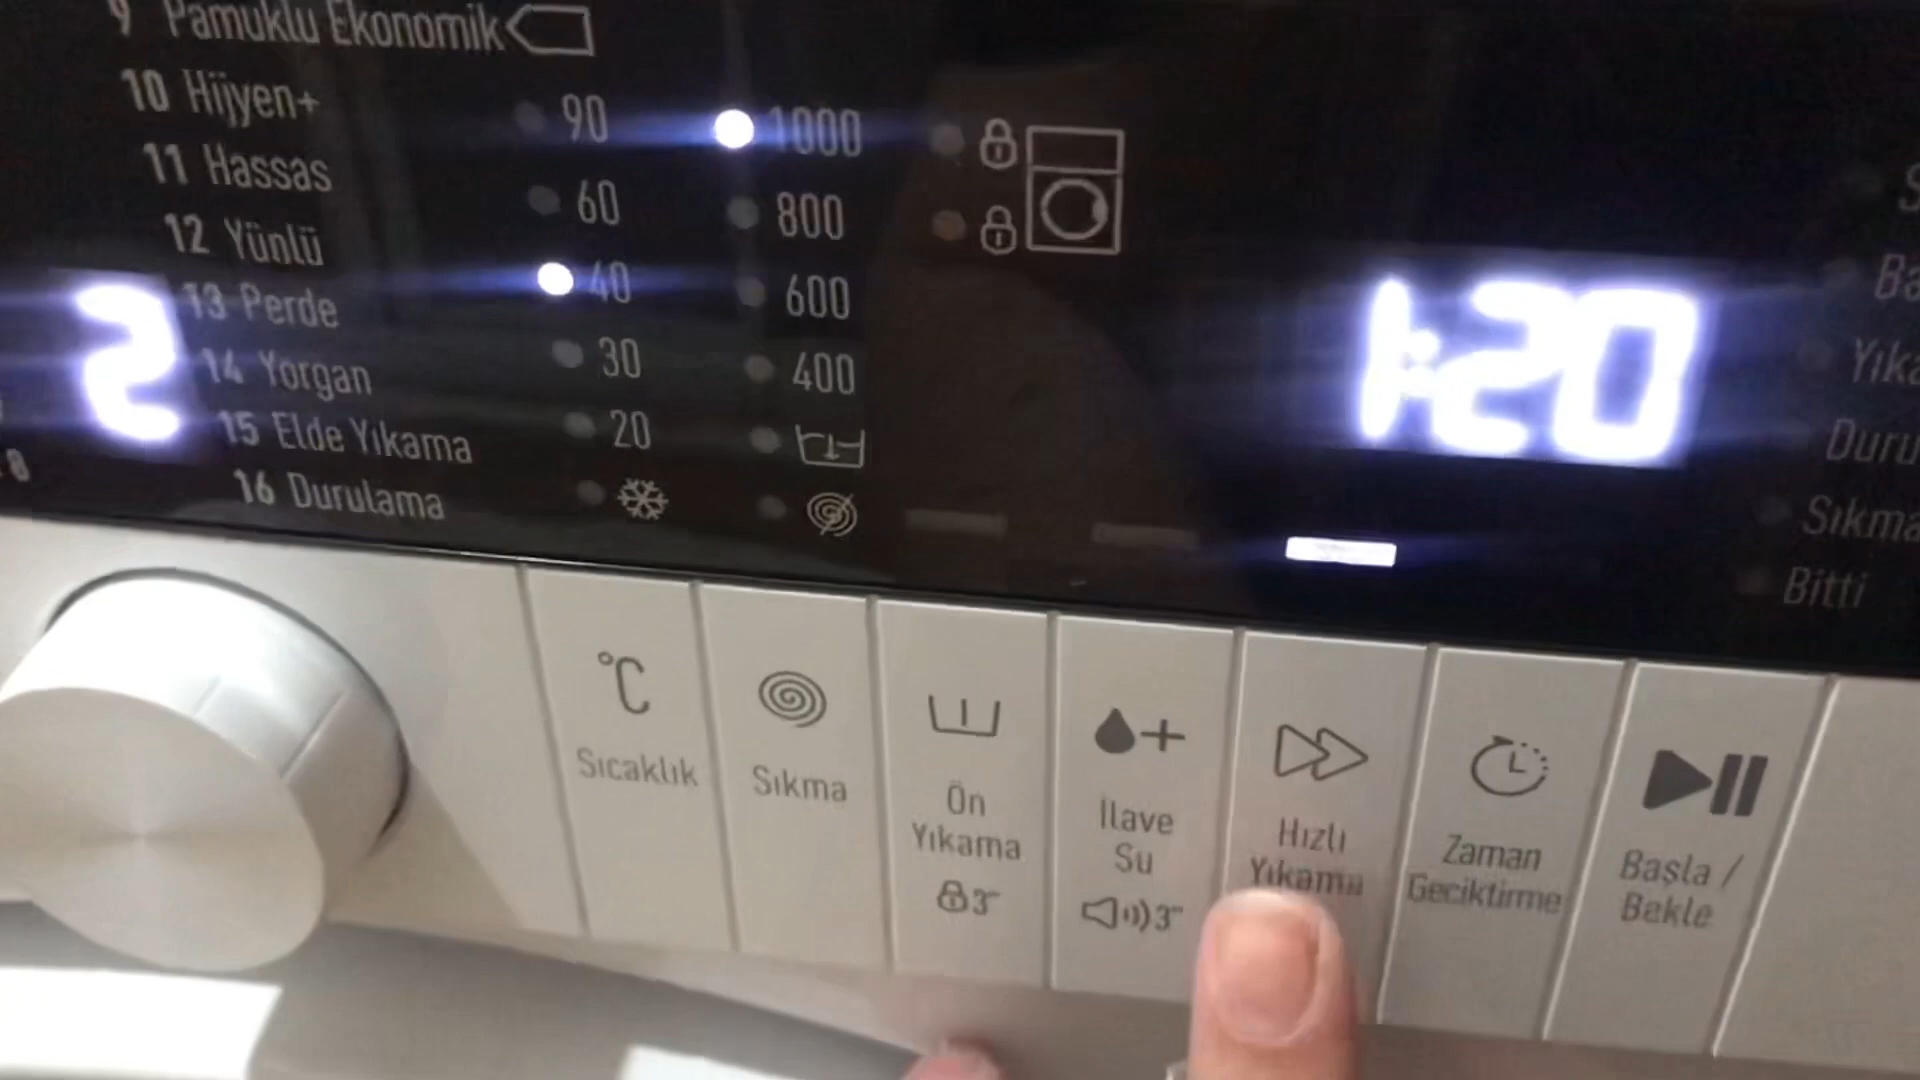 9 Pamuklu Ekonomik
10 Hijyen+
11 Hassas
12 Yünlü
13 Perde
14 Yorgan
15 Elde Yıkama
16 Durulama
2
90
60
40
30
20
1000
800
600
400
1:20
Bitti
°C
Sıcaklık
Sıkma
Ön
Yıkama
3"
İlave
Su
3"
Hızlı
Yıkama
Zaman
Geciktirme
Başla /
Bekle